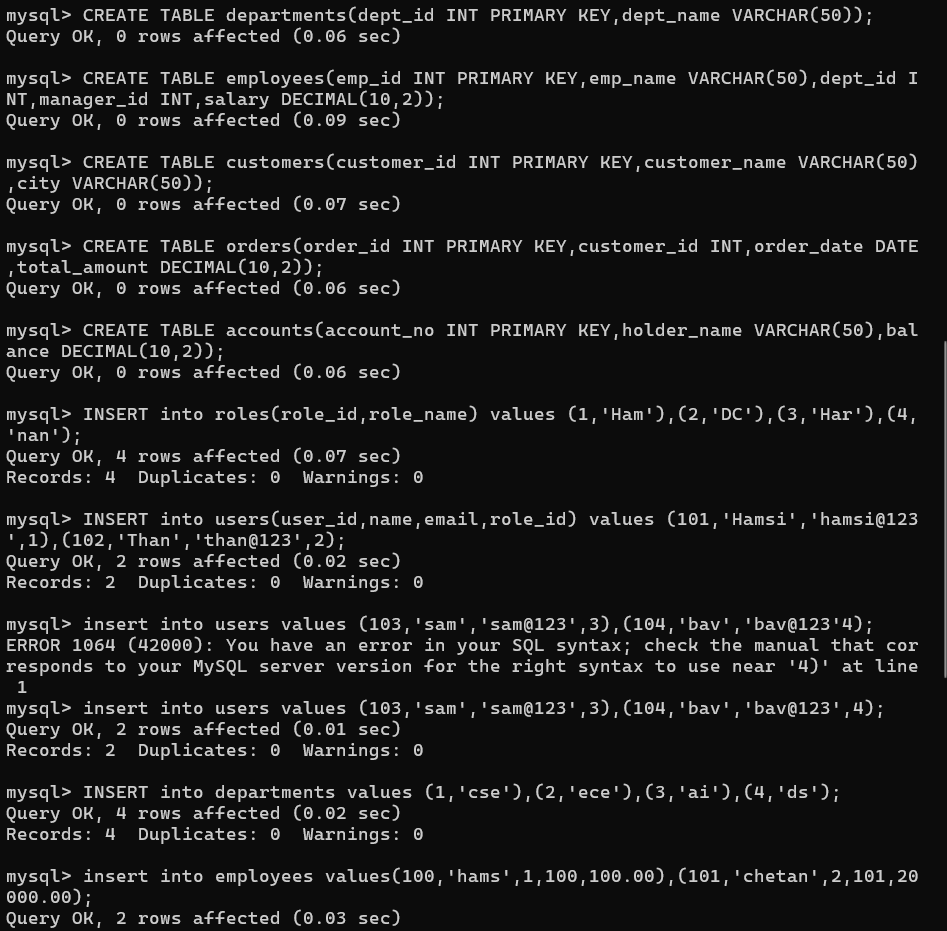 mysql> CREATE TABLE departments(dept_id INT PRIMARY KEY,dept_name VARCHAR(50));
Query OK, 0 rows affected (0.06 sec)
mysql> CREATE TABLE employees(emp_id INT PRIMARY KEY,emp_name VARCHAR(50),dept_id I
NT,manager_id INT,salary DECIMAL(10,2));
Query OK, 0 rows affected (0.09 sec)
mysql> CREATE TABLE customers(customer_id INT PRIMARY KEY,customer_name VARCHAR(50)
,city VARCHAR(50));
Query OK, 0 rows affected (0.07 sec)
mysql> CREATE TABLE orders(order_id INT PRIMARY KEY,customer_id INT,order_date DATE
,total_amount DECIMAL(10,2));
Query OK, 0 rows affected (0.06 sec)
mysql> CREATE TABLE accounts(account_no INT PRIMARY KEY,holder_name VARCHAR(50),bal
ance DECIMAL(10,2));
Query OK, 0 rows affected (0.06 sec)
mysql> INSERT into roles(role_id,role_name) values (1,'Ham'),(2,'DC'),(3,'Har'),(4,
'nan');
Query OK, 4 rows affected (0.07 sec)
Records: 4  Duplicates: 0  Warnings: 0
mysql> INSERT into users(user_id,name,email,role_id) values (101,'Hamsi','hamsi@123
',1),(102,'Than','than@123',2);
Query OK, 2 rows affected (0.02 sec)
Records: 2  Duplicates: 0  Warnings: 0
mysql> insert into users values (103,'sam','sam@123',3),(104,'bav','bav@123'4);
ERROR 1064 (42000): You have an error in your SQL syntax; check the manual that cor
responds to your MySQL server version for the right syntax to use near '4)' at line
 1
mysql> insert into users values (103,'sam','sam@123',3),(104,'bav','bav@123',4);
Query OK, 2 rows affected (0.01 sec)
Records: 2  Duplicates: 0  Warnings: 0
mysql> INSERT into departments values (1,'cse'),(2,'ece'),(3,'ai'),(4,'ds');
Query OK, 4 rows affected (0.02 sec)
Records: 4  Duplicates: 0  Warnings: 0
mysql> insert into employees values(100,'hams',1,100,100.00),(101,'chetan',2,101,20
000.00);
Query OK, 2 rows affected (0.03 sec)